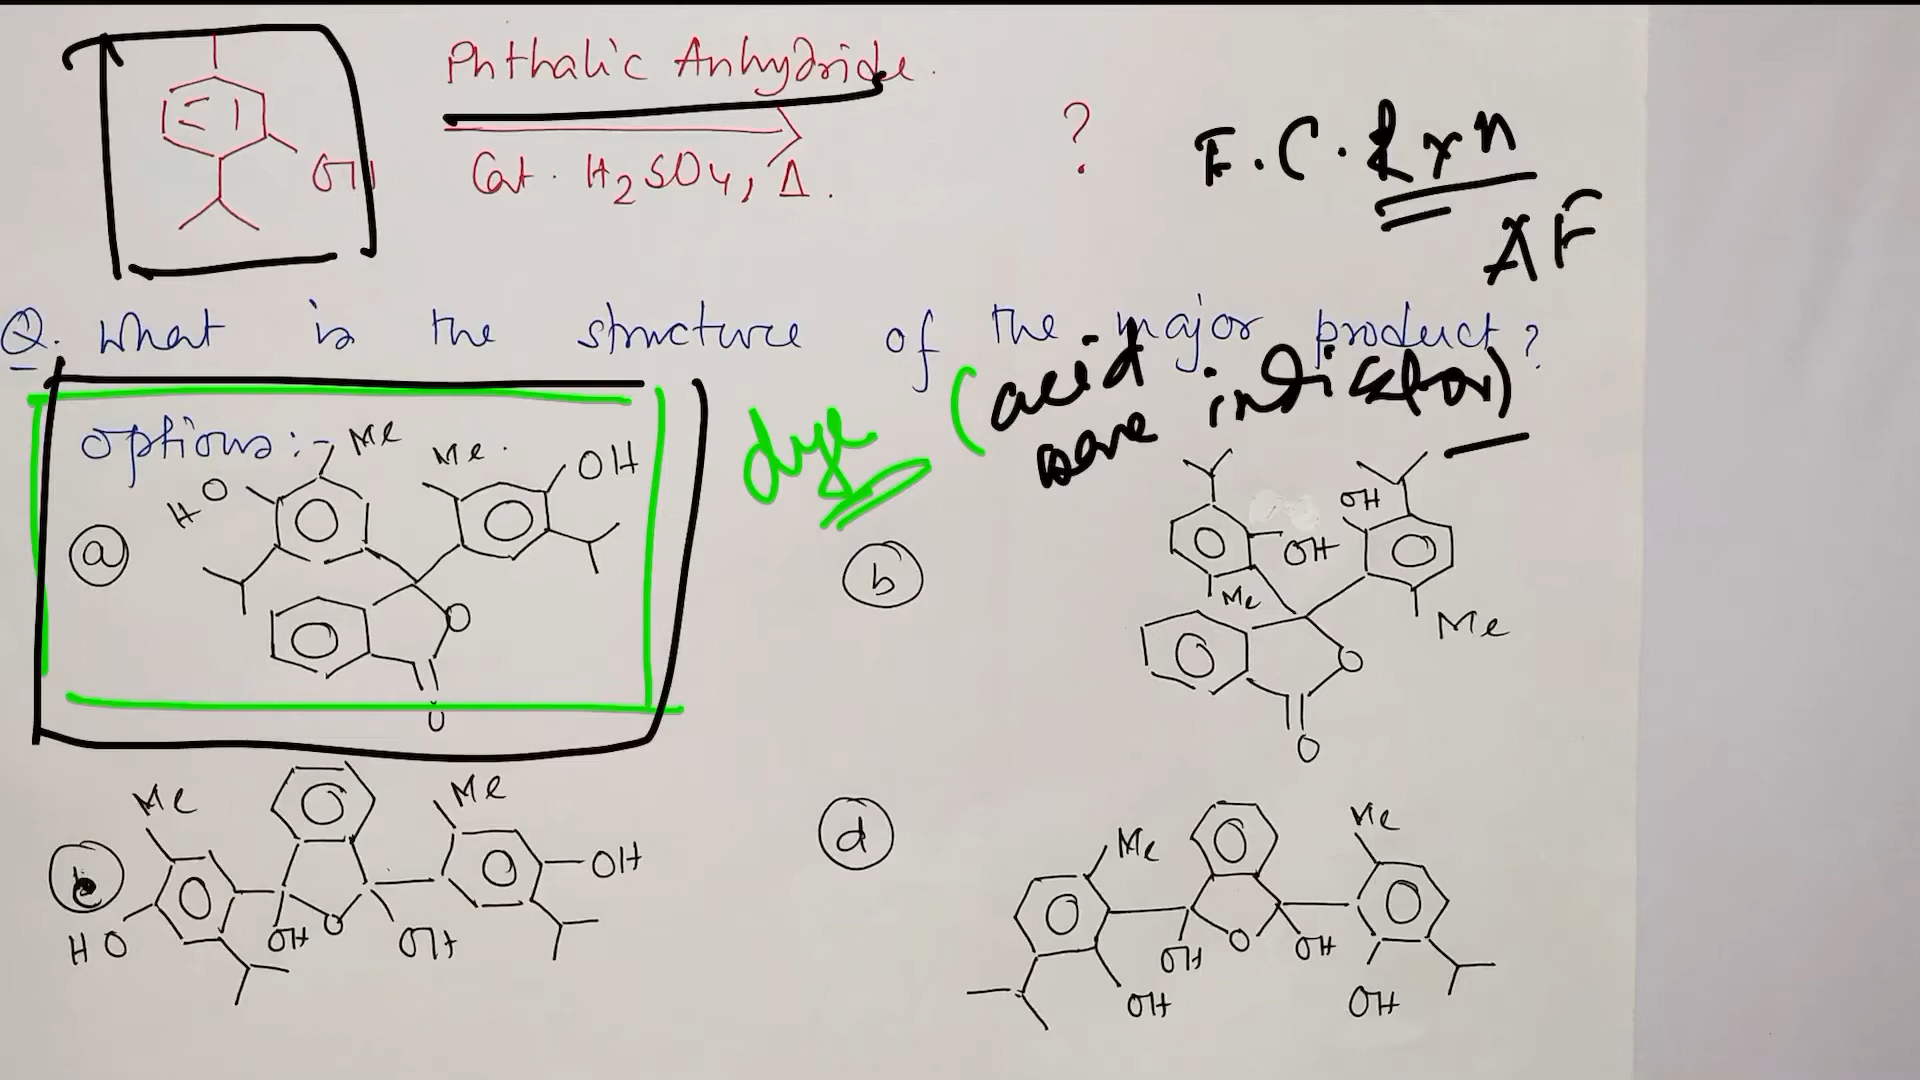 Phthalic Anhydride.
OH
Cat. H2SO4, Δ.
?
F.C. Rxn
AF
Q. What is the structure of the major product?
options:-
dye (acid
base indicator)
Me
Me.
HO
OH
(a)
O
O
(b)
OH
OH
Me
Me
O
O
(c)
Me
Me
HO
OH
O
OH
OH
(d)
Me
Me
OH
O
OH
OH
OH